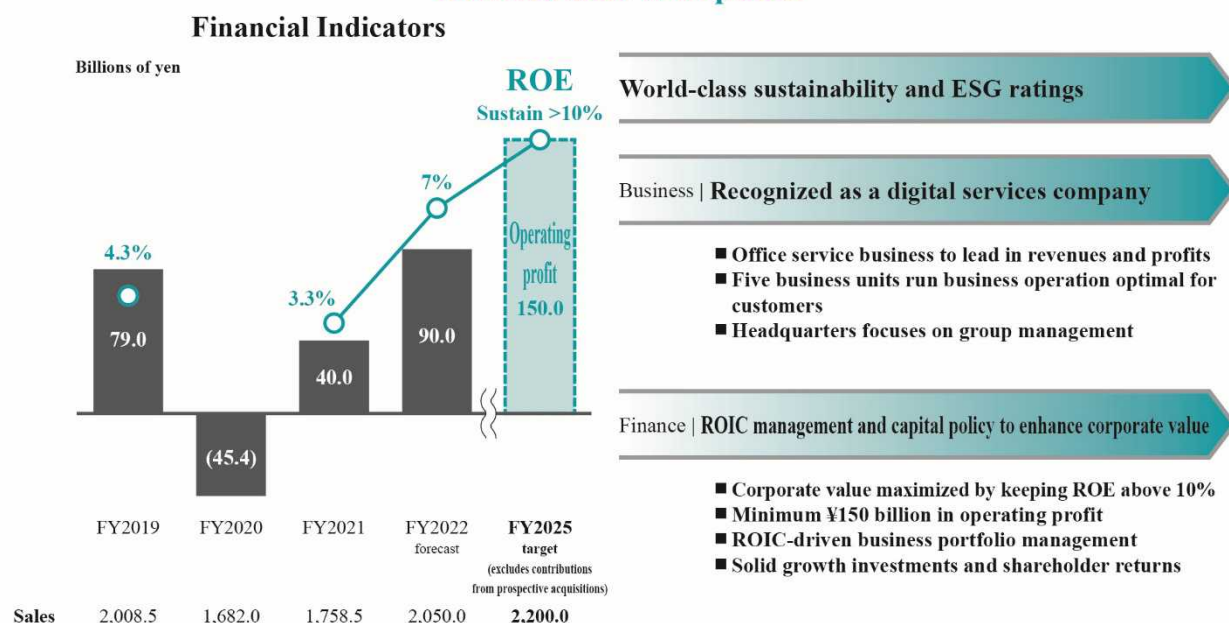 Financial Indicators
Billions of yen
ROE
Sustain >10%
7%
4.3%
3.3%
Operating
profit
150.0
79.0
(45.4)
40.0
90.0
FY2019
FY2020
FY2021
FY2022
forecast
FY2025
target
(excludes contributions
from prospective acquisitions)
Sales 2,008.5 1,682.0 1,758.5 2,050.0 2,200.0
World-class sustainability and ESG ratings
Business | Recognized as a digital services company
■ Office service business to lead in revenues and profits
■ Five business units run business operation optimal for
customers
■ Headquarters focuses on group management
Finance | ROIC management and capital policy to enhance corporate value
■ Corporate value maximized by keeping ROE above 10%
■ Minimum ¥150 billion in operating profit
■ ROIC-driven business portfolio management
■ Solid growth investments and shareholder returns